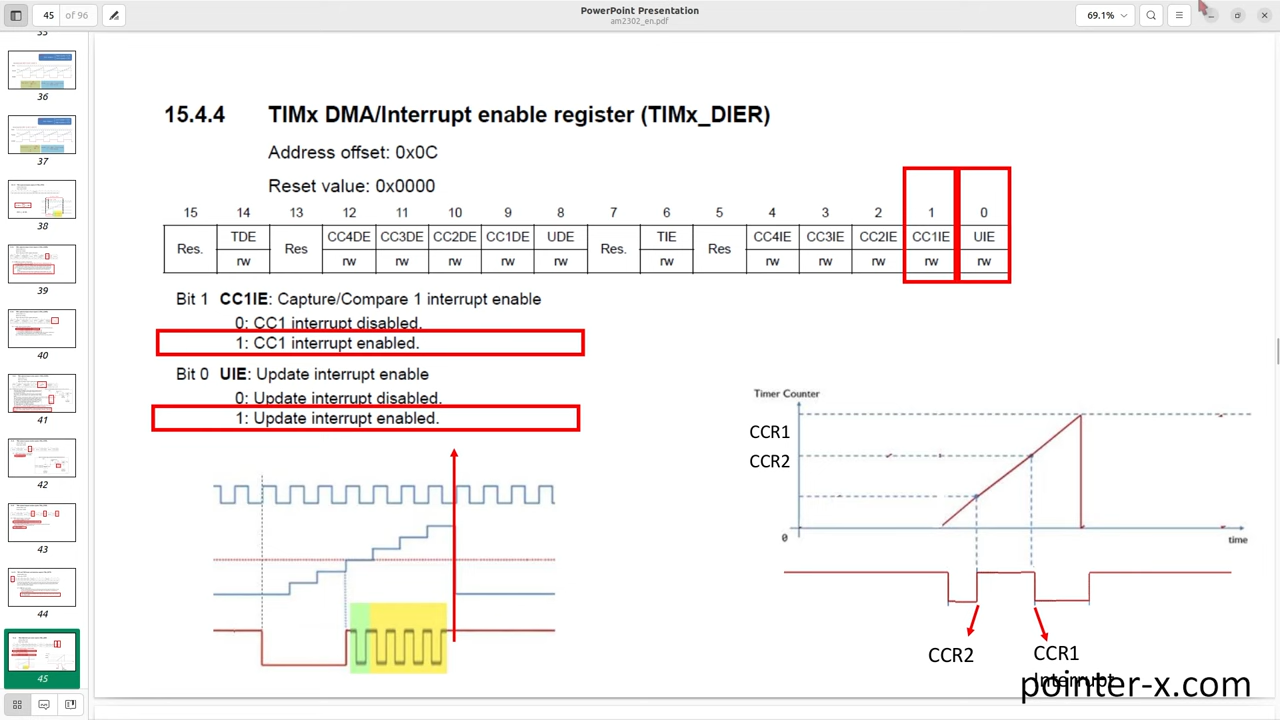 45 of 96
PowerPoint Presentation
am2302_en.pdf
69.1%
36
37
38
39
40
41
42
43
44
45
15.4.4 TIMx DMA/Interrupt enable register (TIMx_DIER)
Address offset: 0x0C
Reset value: 0x0000
15 14 13 12 11 10 9 8 7 6 5 4 3 2 1 0
Res. TDE Res CC4DE CC3DE CC2DE CC1DE UDE Res. TIE Res CC4IE CC3IE CC2IE CC1IE UIE
rw rw rw rw rw rw rw rw rw rw rw rw
Bit 1 CC1IE: Capture/Compare 1 interrupt enable
0: CC1 interrupt disabled.
1: CC1 interrupt enabled.
Bit 0 UIE: Update interrupt enable
0: Update interrupt disabled.
1: Update interrupt enabled.
Timer Counter
CCR1
CCR2
0
time
CCR2
CCR1
Interrupt
pointer-x.com